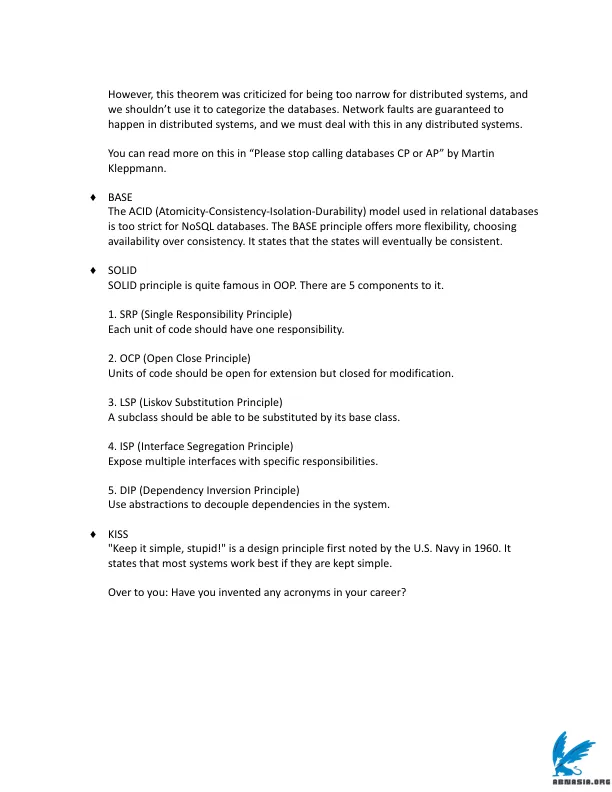 However, this theorem was criticized for being too narrow for distributed systems, and
we shouldn’t use it to categorize the databases. Network faults are guaranteed to
happen in distributed systems, and we must deal with this in any distributed systems.
You can read more on this in “Please stop calling databases CP or AP” by Martin
Kleppmann.
♦ BASE
The ACID (Atomicity-Consistency-Isolation-Durability) model used in relational databases
is too strict for NoSQL databases. The BASE principle offers more flexibility, choosing
availability over consistency. It states that the states will eventually be consistent.
♦ SOLID
SOLID principle is quite famous in OOP. There are 5 components to it.
1. SRP (Single Responsibility Principle)
Each unit of code should have one responsibility.
2. OCP (Open Close Principle)
Units of code should be open for extension but closed for modification.
3. LSP (Liskov Substitution Principle)
A subclass should be able to be substituted by its base class.
4. ISP (Interface Segregation Principle)
Expose multiple interfaces with specific responsibilities.
5. DIP (Dependency Inversion Principle)
Use abstractions to decouple dependencies in the system.
♦ KISS
"Keep it simple, stupid!" is a design principle first noted by the U.S. Navy in 1960. It
states that most systems work best if they are kept simple.
Over to you: Have you invented any acronyms in your career?
ABNASIA.ORG